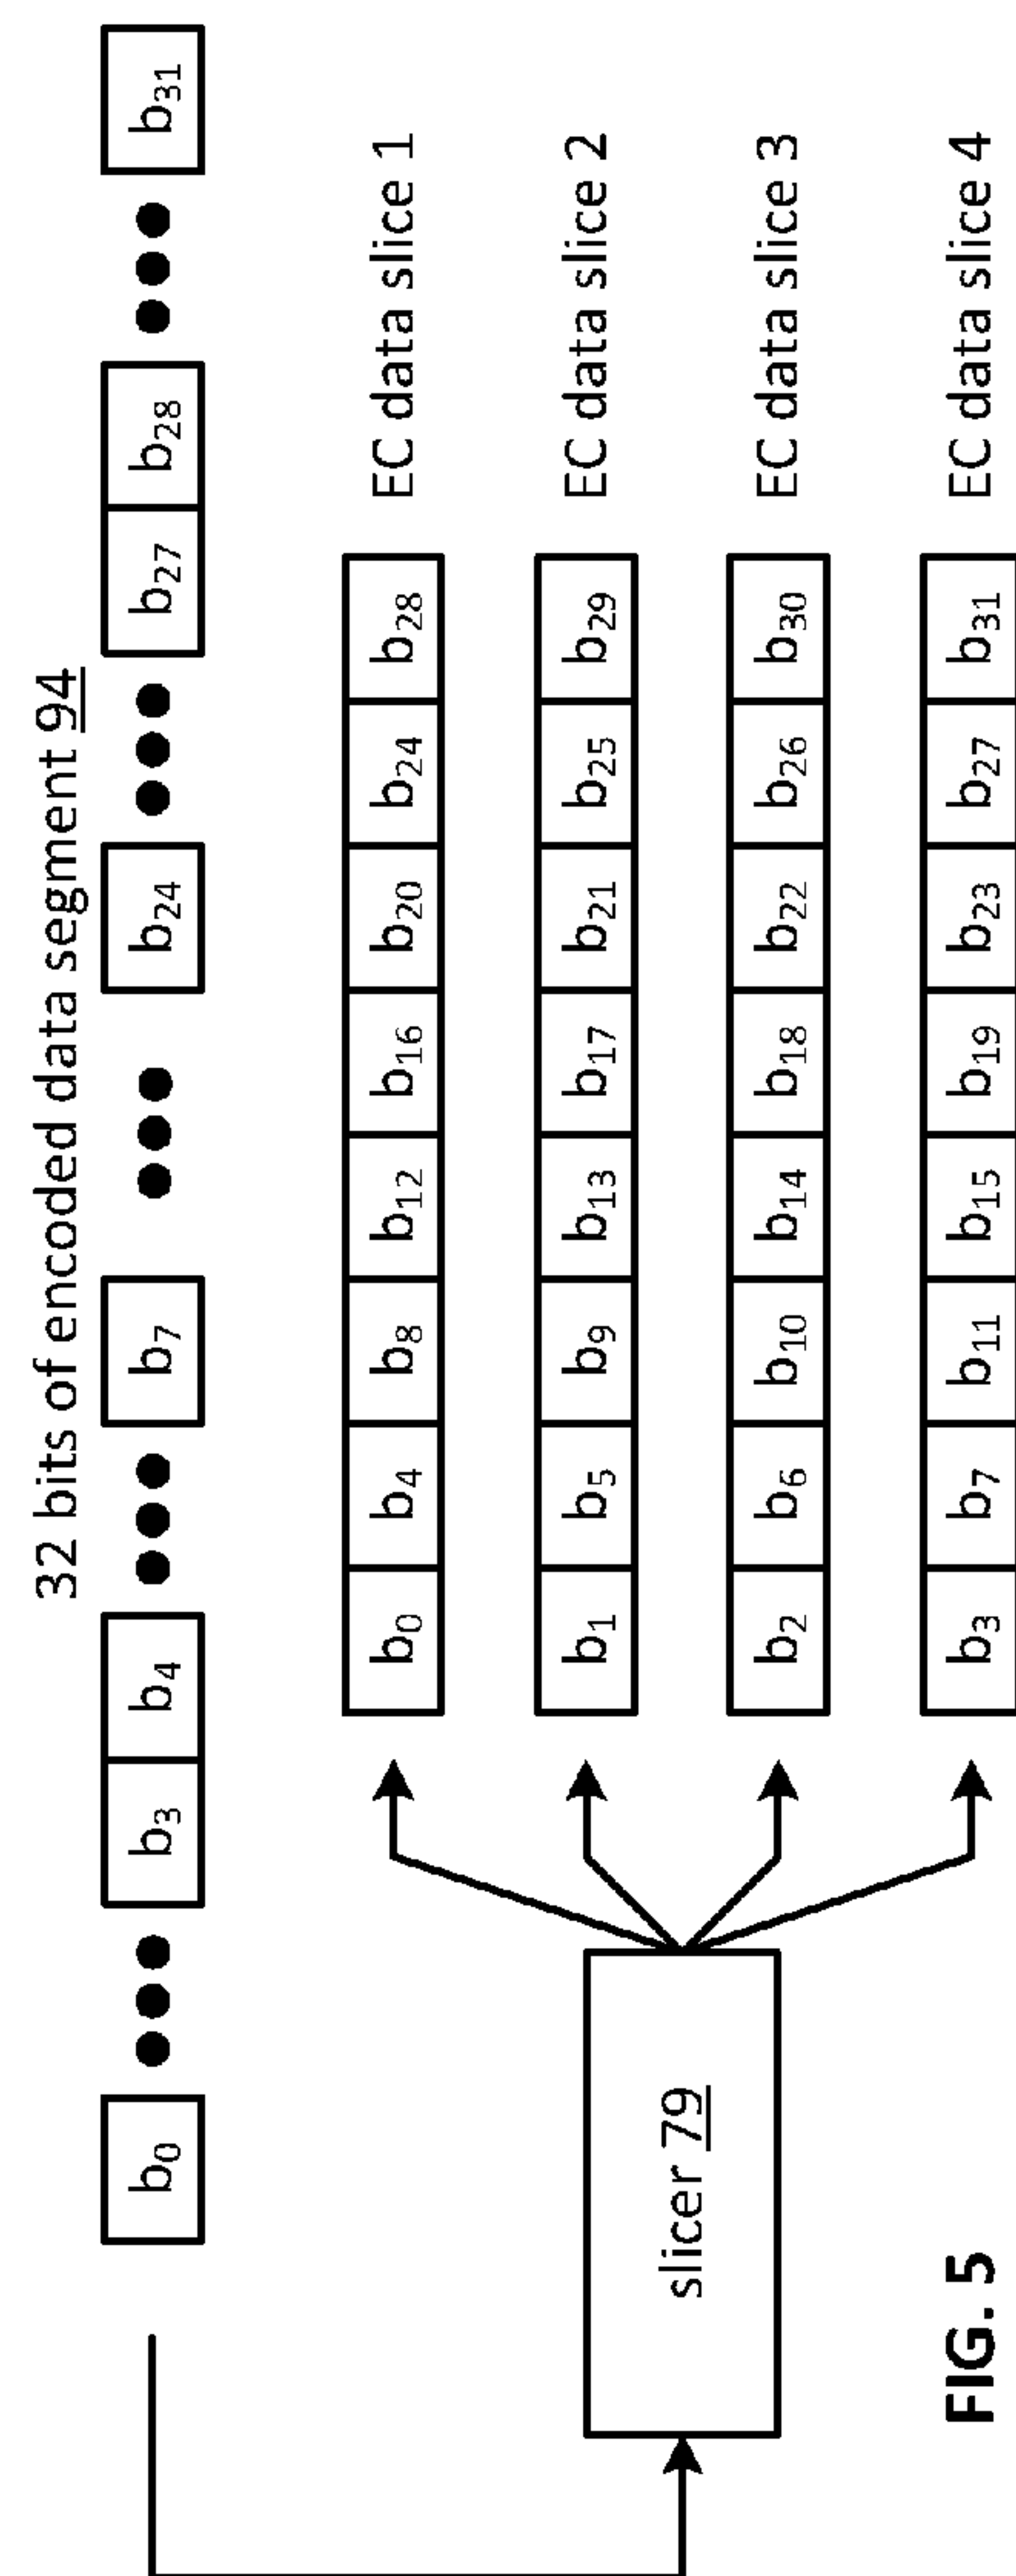 32 bits of encoded data segment 94
b0 b3 b4 b7 b24 b27 b28 b31
b0 b4 b8 b12 b16 b20 b24 b28 EC data slice 1
b1 b5 b9 b13 b17 b21 b25 b29 EC data slice 2
slicer 79
b2 b6 b10 b14 b18 b22 b26 b30 EC data slice 3
b3 b7 b11 b15 b19 b23 b27 b31 EC data slice 4
FIG. 5